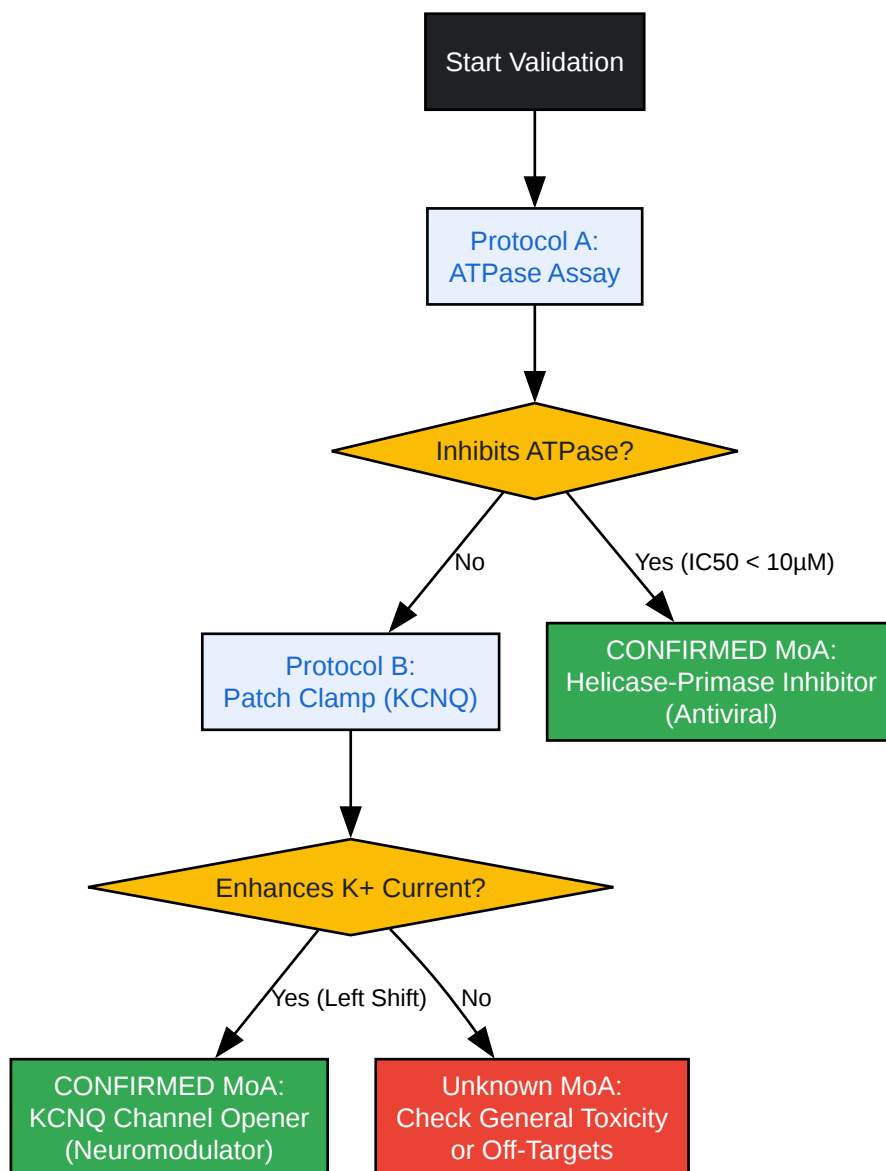 Start Validation
Protocol A:
ATPase Assay
Inhibits ATPase?
No
Yes (IC50 < 10µM)
Protocol B:
Patch Clamp (KCNQ)
CONFIRMED MoA:
Helicase-Primase Inhibitor
(Antiviral)
Enhances K+ Current?
Yes (Left Shift)
No
CONFIRMED MoA:
KCNQ Channel Opener
(Neuromodulator)
Unknown MoA:
Check General Toxicity
or Off-Targets